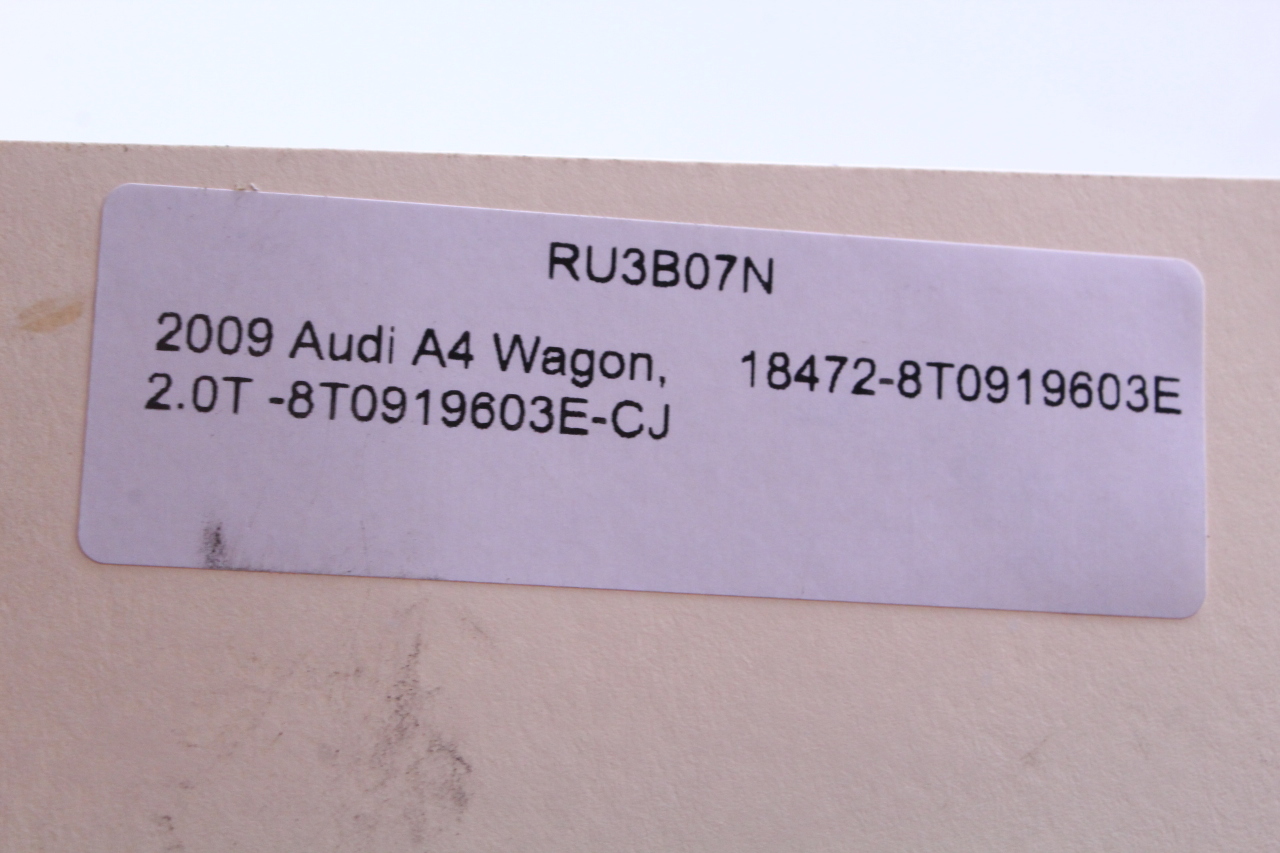 RU3B07N
2009 Audi A4 Wagon,
2.0T -8T0919603E-CJ
18472-8T0919603E